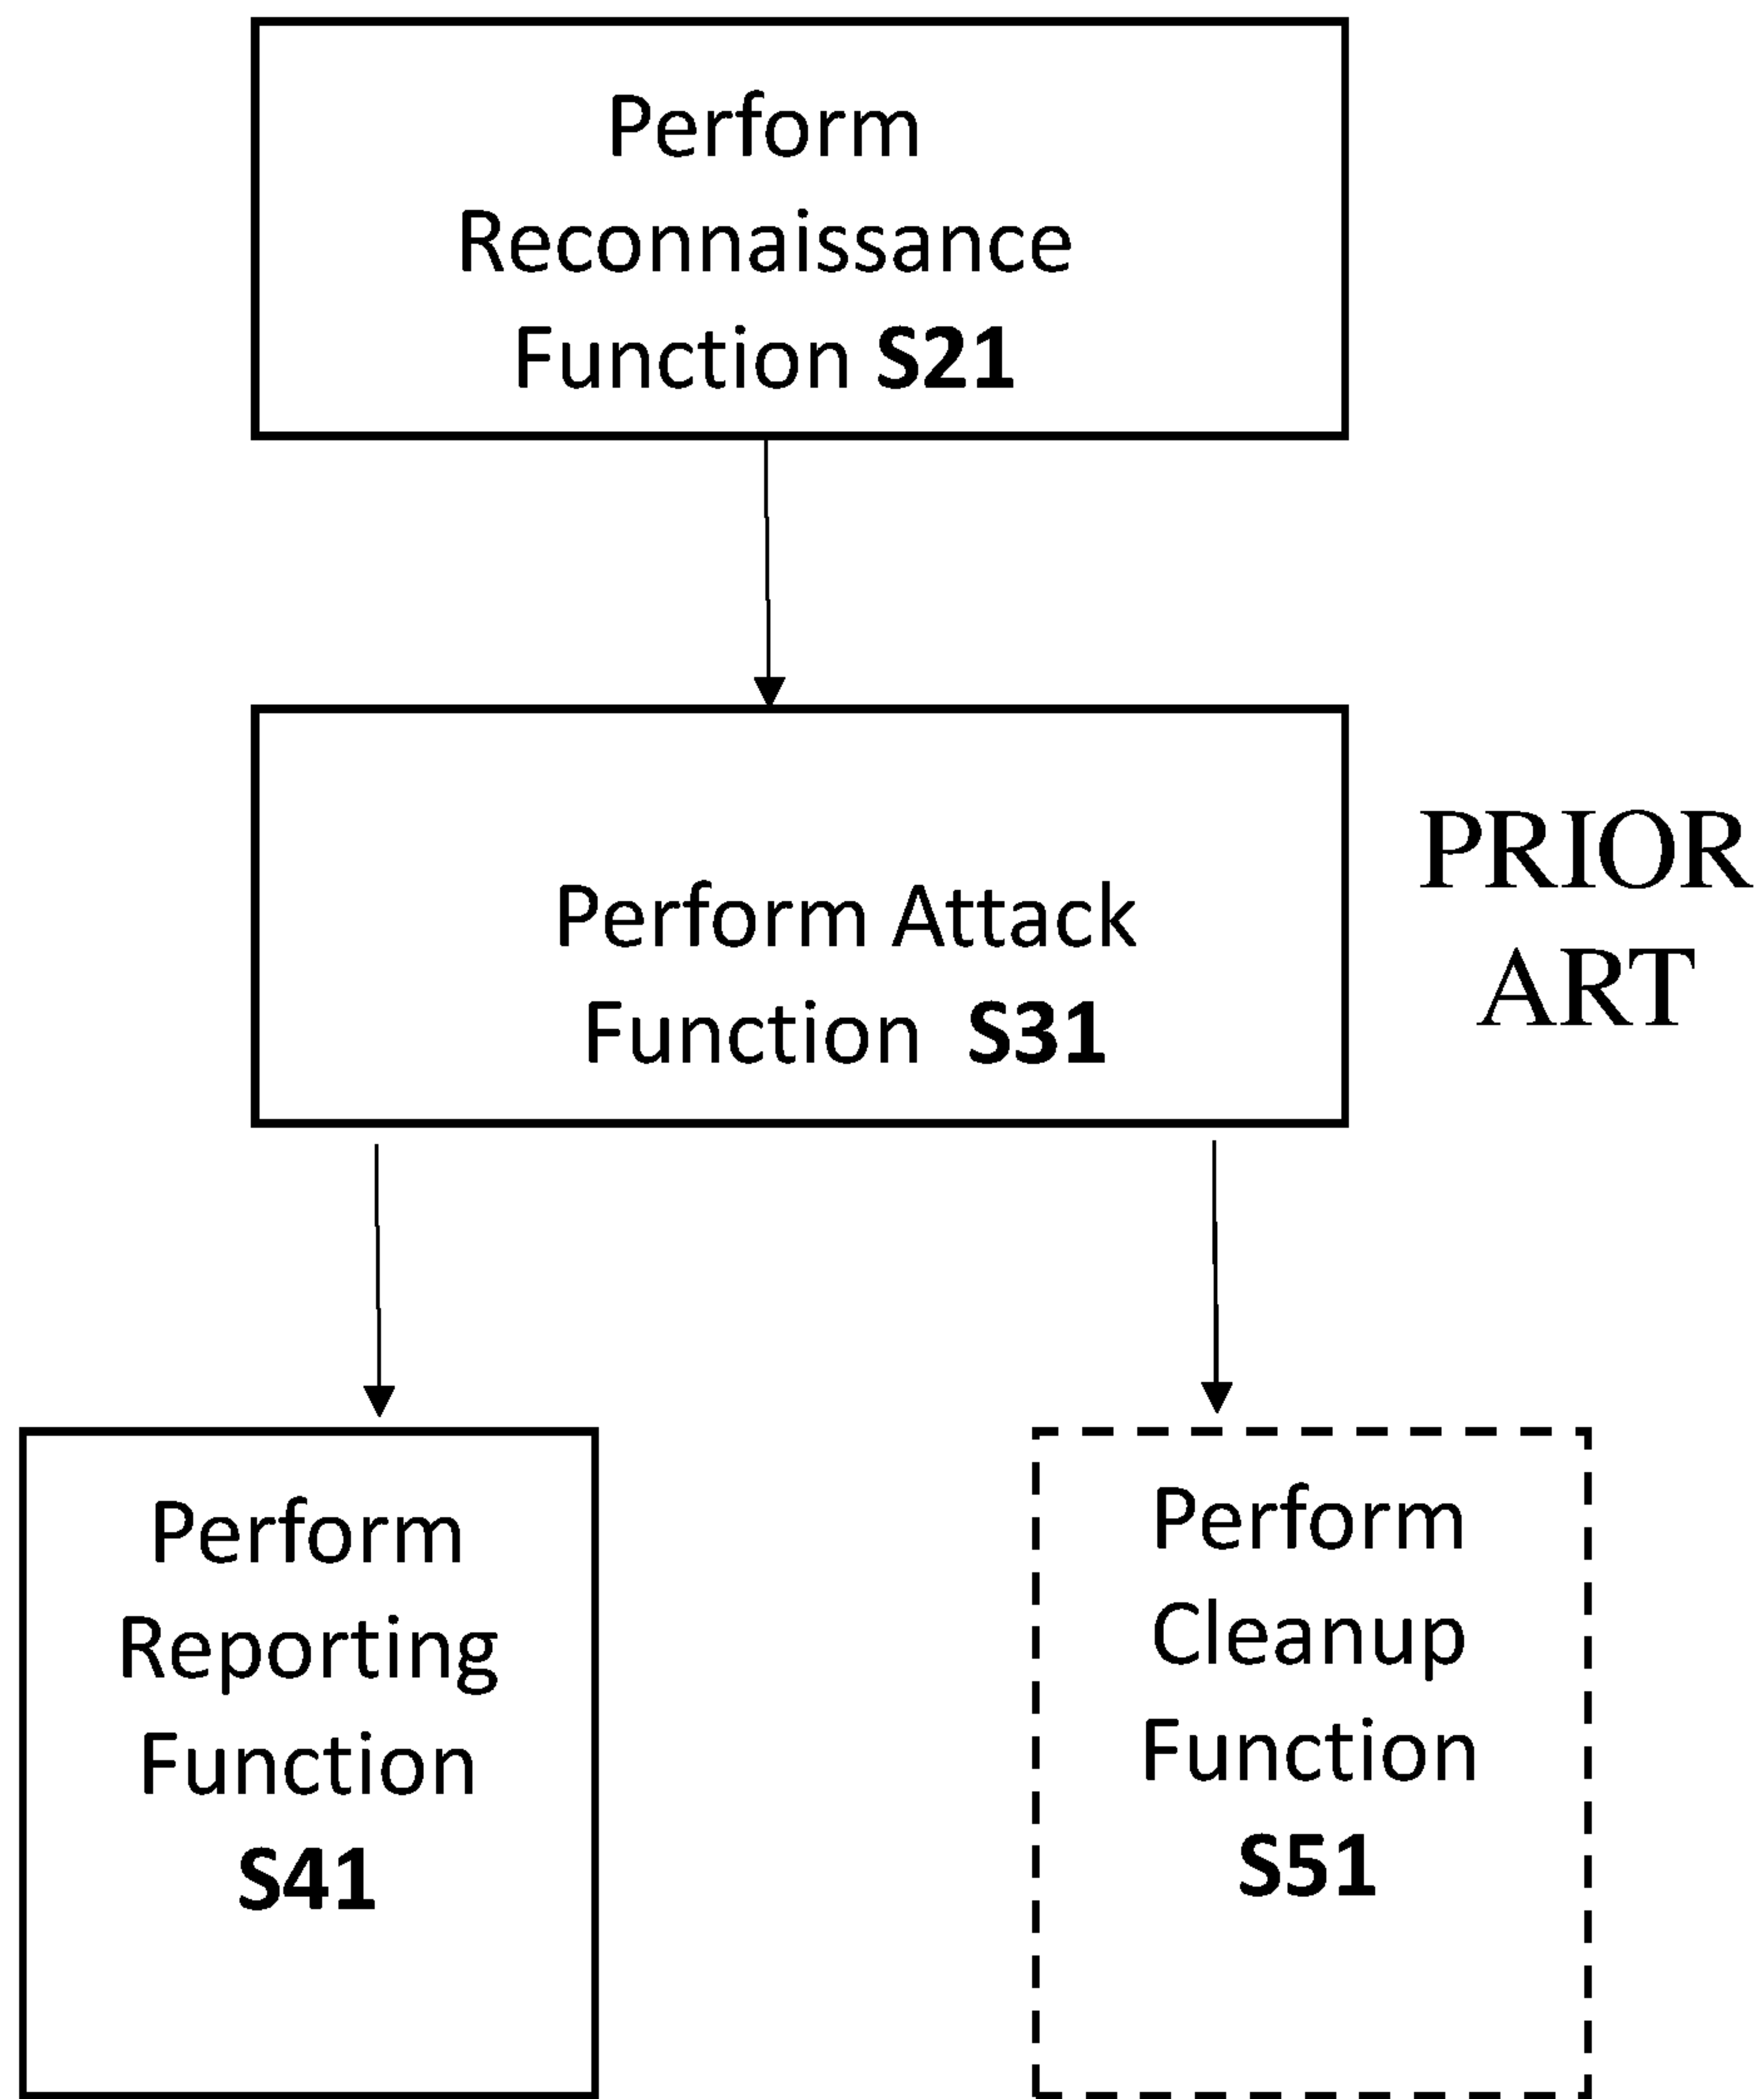 Perform
Reconnaissance
Function S21
Perform Attack
Function S31
PRIOR
ART
Perform
Reporting
Function
S41
Perform
Cleanup
Function
S51